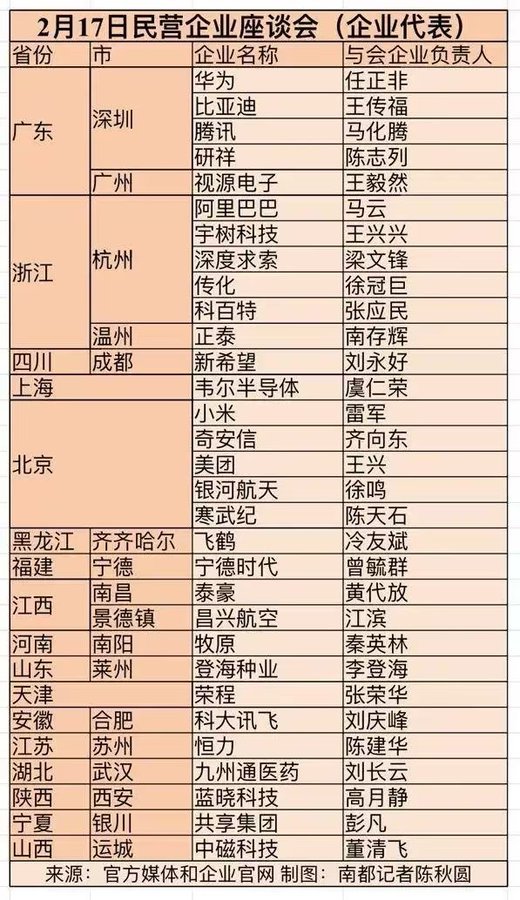 2月17日民营企业座谈会（企业代表）
省份 市 企业名称 与会企业负责人
广东 深圳 华为 任正非
比亚迪 王传福
腾讯 马化腾
研祥 陈志列
广州 视源电子 王毅然
浙江 杭州 阿里巴巴 马云
宇树科技 王兴兴
深度求索 梁文锋
传化 徐冠巨
科百特 张应民
温州 正泰 南存辉
四川 成都 新希望 刘永好
上海 韦尔半导体 虞仁荣
北京 小米 雷军
奇安信 齐向东
美团 王兴
银河航天 徐鸣
寒武纪 陈天石
黑龙江 齐齐哈尔 飞鹤 冷友斌
福建 宁德 宁德时代 曾毓群
江西 南昌 泰豪 黄代放
景德镇 昌兴航空 江滨
河南 南阳 牧原 秦英林
山东 莱州 登海种业 李登海
天津 荣程 张荣华
安徽 合肥 科大讯飞 刘庆峰
江苏 苏州 恒力 陈建华
湖北 武汉 九州通医药 刘长云
陕西 西安 蓝晓科技 高月静
宁夏 银川 共享集团 彭凡
山西 运城 中磁科技 董清飞
来源：官方媒体和企业官网 制图：南都记者陈秋圆